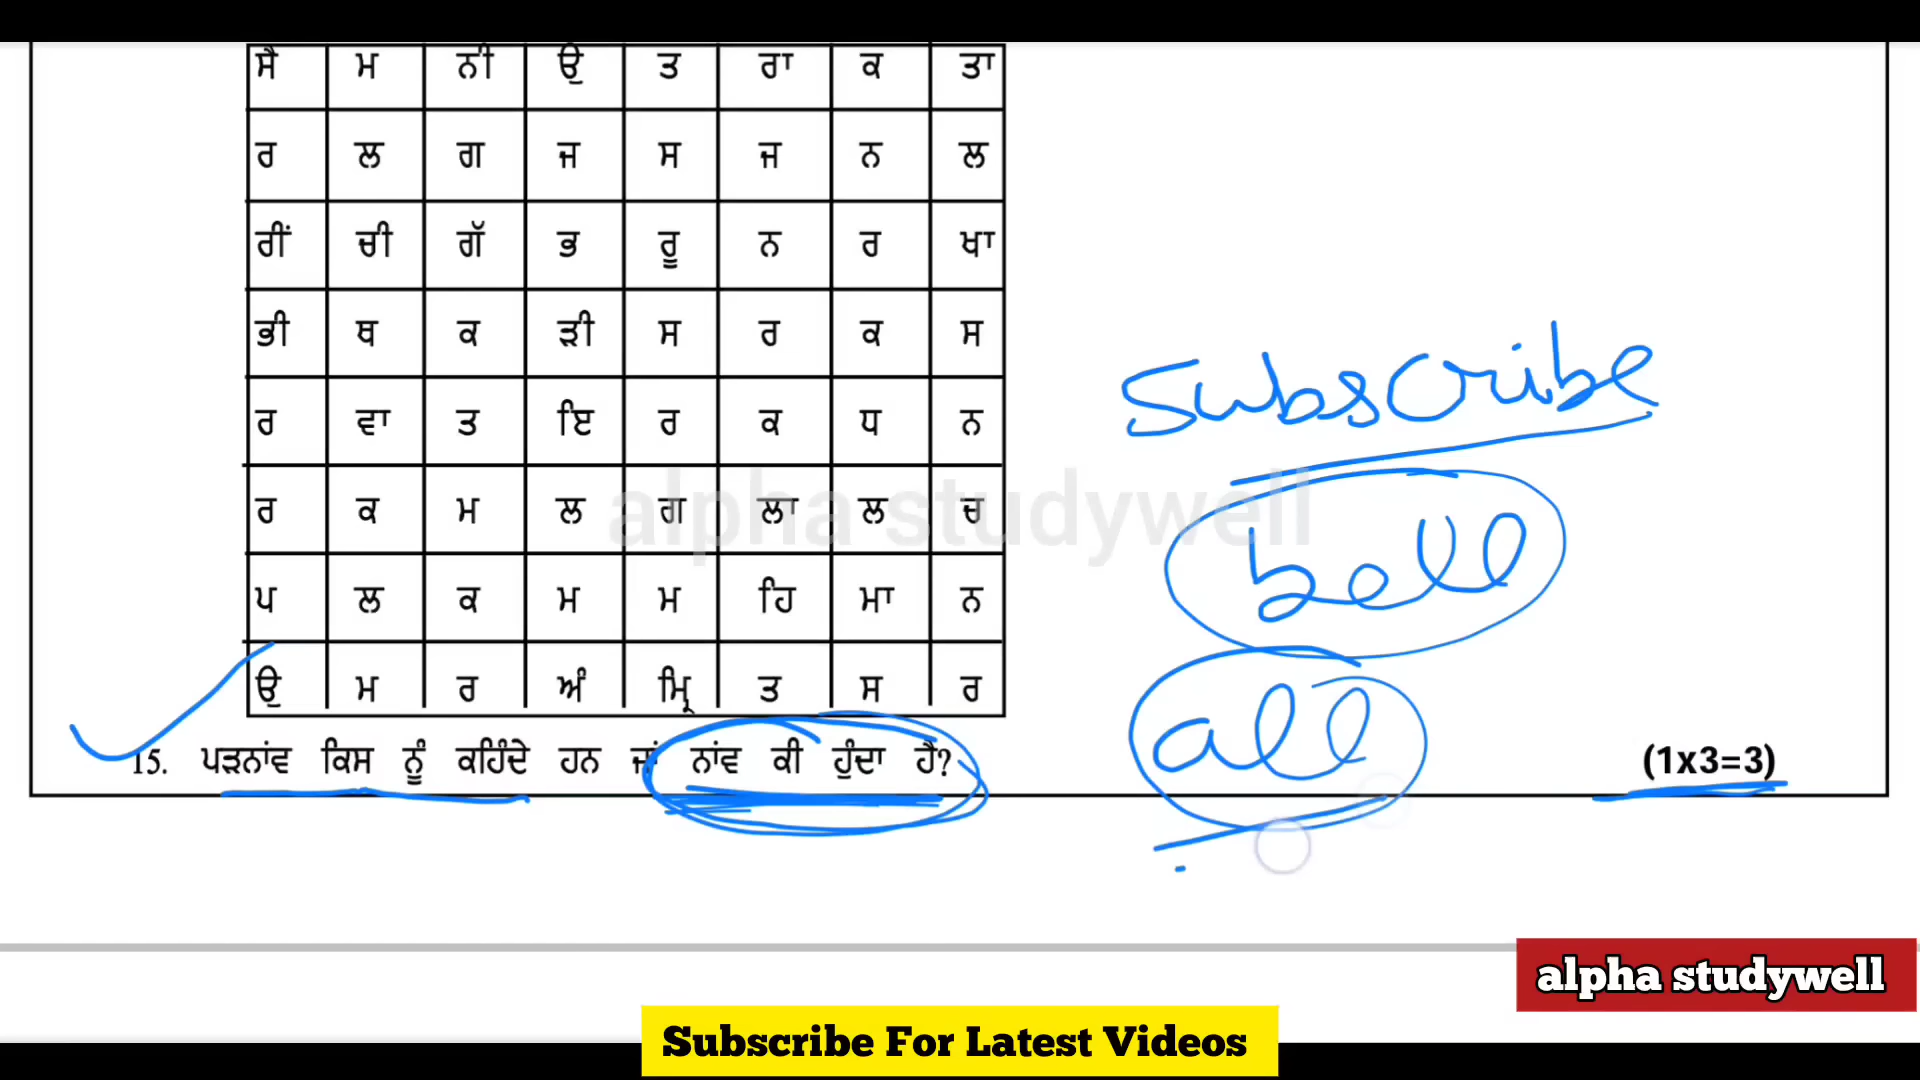 ਸੈ ਮ ਨੀ ਉ ਤ ਰਾ ਕ ਤਾ
ਰ ਲ ਗ ਜ ਸ ਜ ਨ ਲ
ਰੀਂ ਚੀ ਗੱ ਭ ਰੂ ਨ ਰ ਖਾ
ਭੀ ਥ ਕ ੜੀ ਸ ਰ ਕ ਸ
ਰ ਵਾ ਤ ਇ ਰ ਕ ਧ ਨ
ਰ ਕ ਮ ਲ ਗ ਲਾ ਲ ਚ
ਪ ਲ ਕ ਮ ਮ ਹਿ ਮਾ ਨ
ਉ ਮ ਰ ਅੰ ਮ੍ਰਿ ਤ ਸ ਰ
15. ਪੜਨਾਂਵ ਕਿਸ ਨੂੰ ਕਹਿੰਦੇ ਹਨ ਜਾਂ ਨਾਂਵ ਕੀ ਹੁੰਦਾ ਹੈ? (1x3=3)
subscribe
bell
all
alpha studywell
alpha studywell
Subscribe For Latest Videos